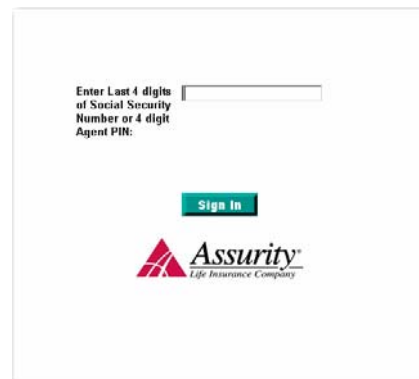 Enter Last 4 digits
of Social Security
Number or 4 digit
Agent PIN:
Sign In
Assurity®
Life Insurance Company